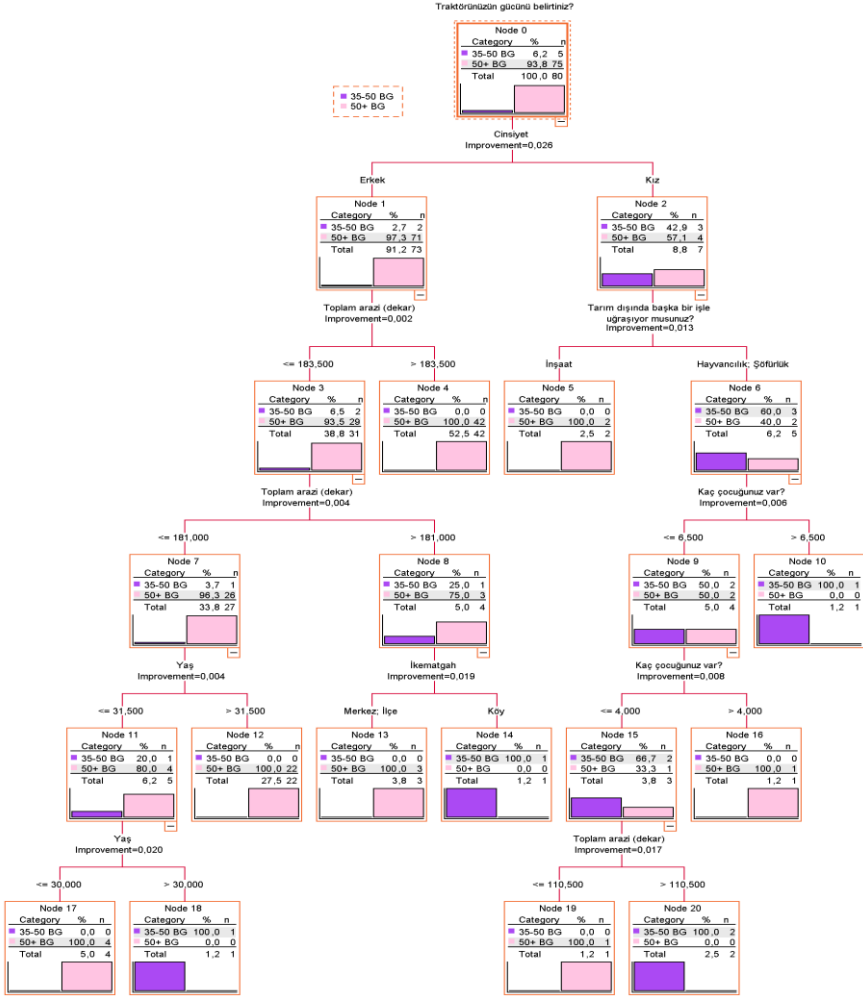 Traktörünüzün gücünü belirtiniz?
Node 0
Category % n
35-50 BG 6,2 5
50+ BG 93,8 75
Total 100,0 80
35-50 BG
50+ BG
Cinsiyet
Improvement=0,026
Erkek
Kız
Node 1
Category % n
35-50 BG 2,7 2
50+ BG 97,3 71
Total 91,2 73
Node 2
Category % n
35-50 BG 42,9 3
50+ BG 57,1 4
Total 8,8 7
Toplam arazi (dekar)
Improvement=0,002
Tarım dışında başka bir işle
uğraşıyor musunuz?
Improvement=0,013
<= 183,500
> 183,500
İnşaat
Hayvancılık; Şöfürlük
Node 3
Category % n
35-50 BG 6,5 2
50+ BG 93,5 29
Total 38,8 31
Node 4
Category % n
35-50 BG 0,0 0
50+ BG 100,0 42
Total 52,5 42
Node 5
Category % n
35-50 BG 0,0 0
50+ BG 100,0 2
Total 2,5 2
Node 6
Category % n
35-50 BG 60,0 3
50+ BG 40,0 2
Total 6,2 5
Toplam arazi (dekar)
Improvement=0,004
Kaç çocuğunuz var?
Improvement=0,006
<= 181,000
> 181,000
<= 6,500
> 6,500
Node 7
Category % n
35-50 BG 3,7 1
50+ BG 96,3 26
Total 33,8 27
Node 8
Category % n
35-50 BG 25,0 1
50+ BG 75,0 3
Total 5,0 4
Node 9
Category % n
35-50 BG 50,0 2
50+ BG 50,0 2
Total 5,0 4
Node 10
Category % n
35-50 BG 100,0 1
50+ BG 0,0 0
Total 1,2 1
Yaş
Improvement=0,004
İkematgah
Improvement=0,019
Kaç çocuğunuz var?
Improvement=0,008
<= 31,500
> 31,500
Merkez; İlçe
Köy
<= 4,000
> 4,000
Node 11
Category % n
35-50 BG 20,0 1
50+ BG 80,0 4
Total 6,2 5
Node 12
Category % n
35-50 BG 0,0 0
50+ BG 100,0 22
Total 27,5 22
Node 13
Category % n
35-50 BG 0,0 0
50+ BG 100,0 3
Total 3,8 3
Node 14
Category % n
35-50 BG 100,0 1
50+ BG 0,0 0
Total 1,2 1
Node 15
Category % n
35-50 BG 66,7 2
50+ BG 33,3 1
Total 3,8 3
Node 16
Category % n
35-50 BG 0,0 0
50+ BG 100,0 1
Total 1,2 1
Yaş
Improvement=0,020
Toplam arazi (dekar)
Improvement=0,017
<= 30,000
> 30,000
<= 110,500
> 110,500
Node 17
Category % n
35-50 BG 0,0 0
50+ BG 100,0 4
Total 5,0 4
Node 18
Category % n
35-50 BG 100,0 1
50+ BG 0,0 0
Total 1,2 1
Node 19
Category % n
35-50 BG 0,0 0
50+ BG 100,0 1
Total 1,2 1
Node 20
Category % n
35-50 BG 100,0 2
50+ BG 0,0 0
Total 2,5 2